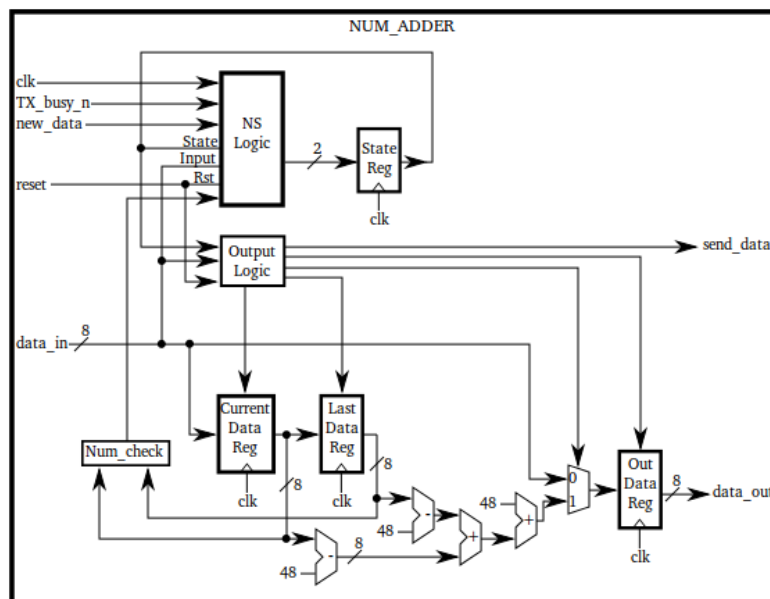 NUM_ADDER
clk
TX_busy_n
new_data
State
Input
Rst
reset
NS
Logic
2
State
Reg
clk
Output
Logic
send_data
data_in
8
Current
Data
Reg
clk
Last
Data
Reg
clk
Num_check
8
8
48
-
48
-
8
+
48
+
0
1
Out
Data
Reg
clk
8
data_out